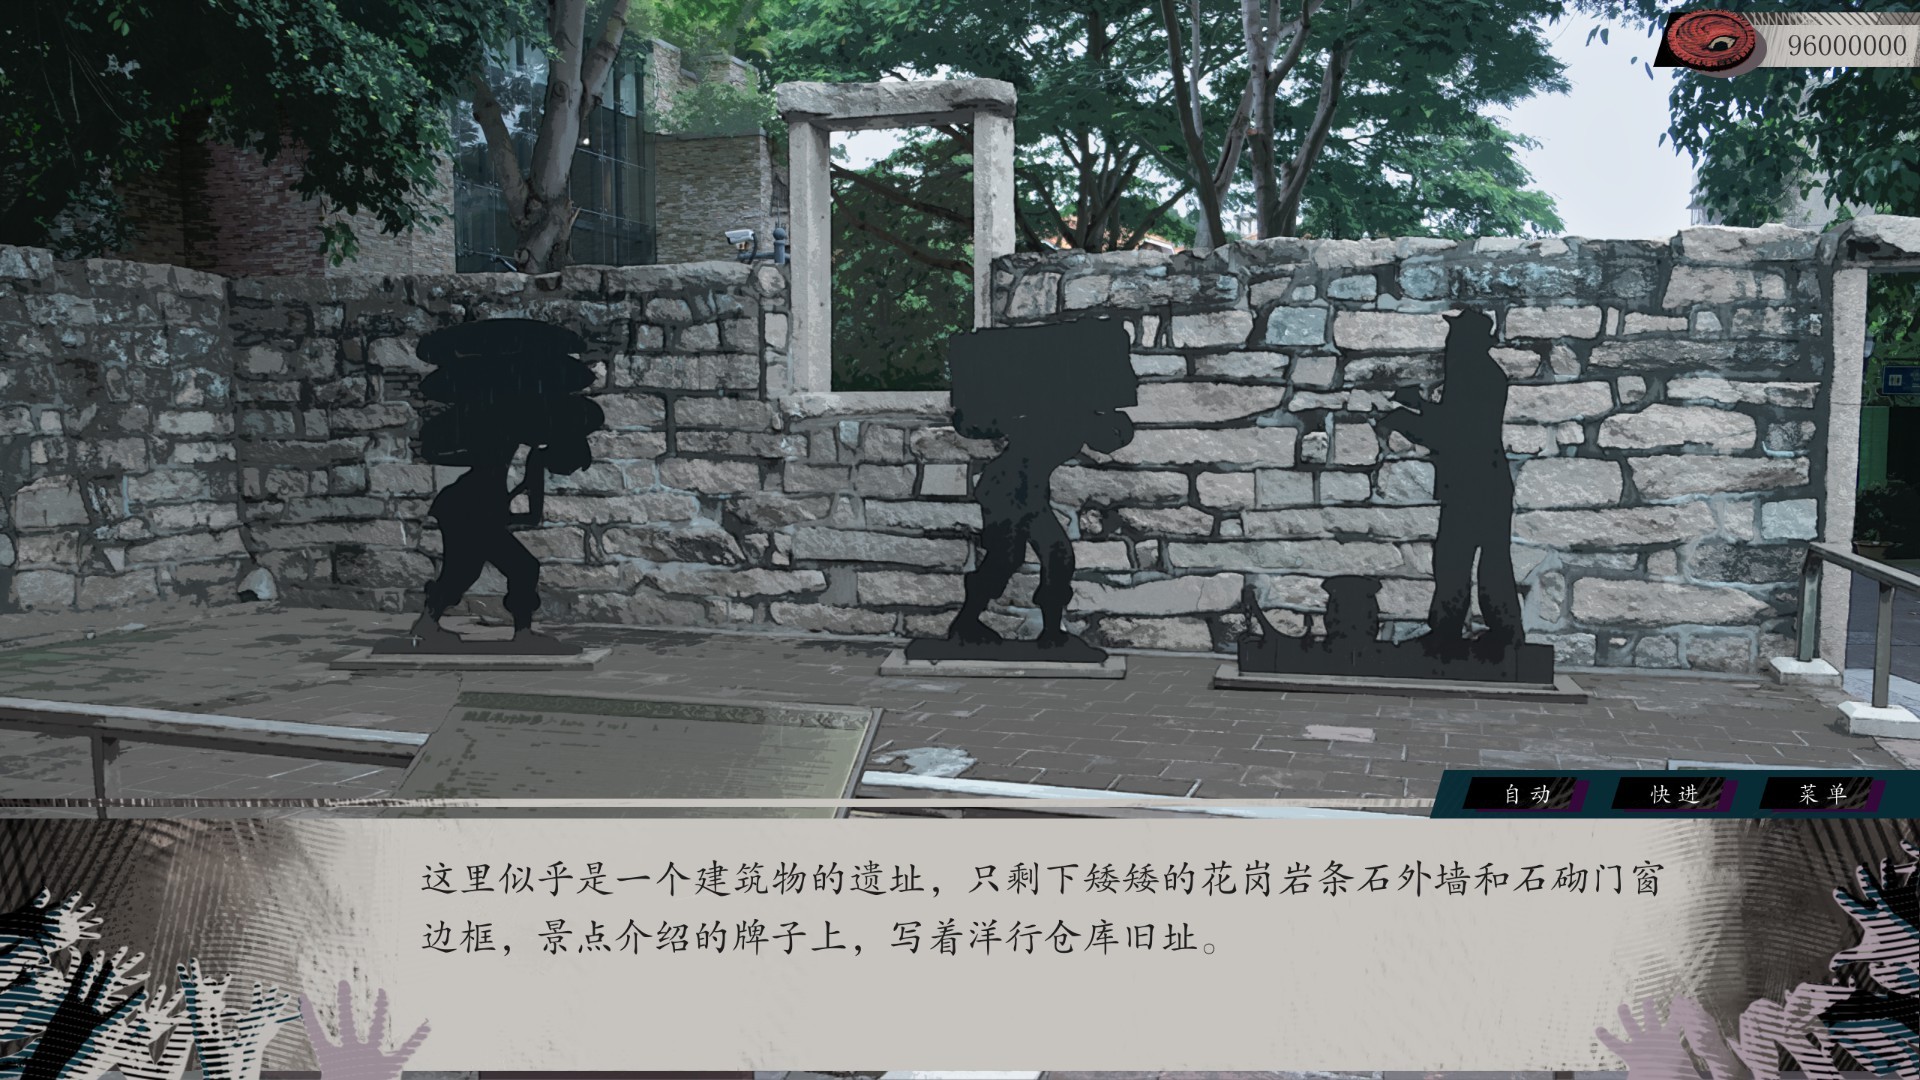 96000000
自动
快进
菜单
这里似乎是一个建筑物的遗址，只剩下矮矮的花岗岩条石外墙和石砌门窗
边框，景点介绍的牌子上，写着洋行仓库旧址。